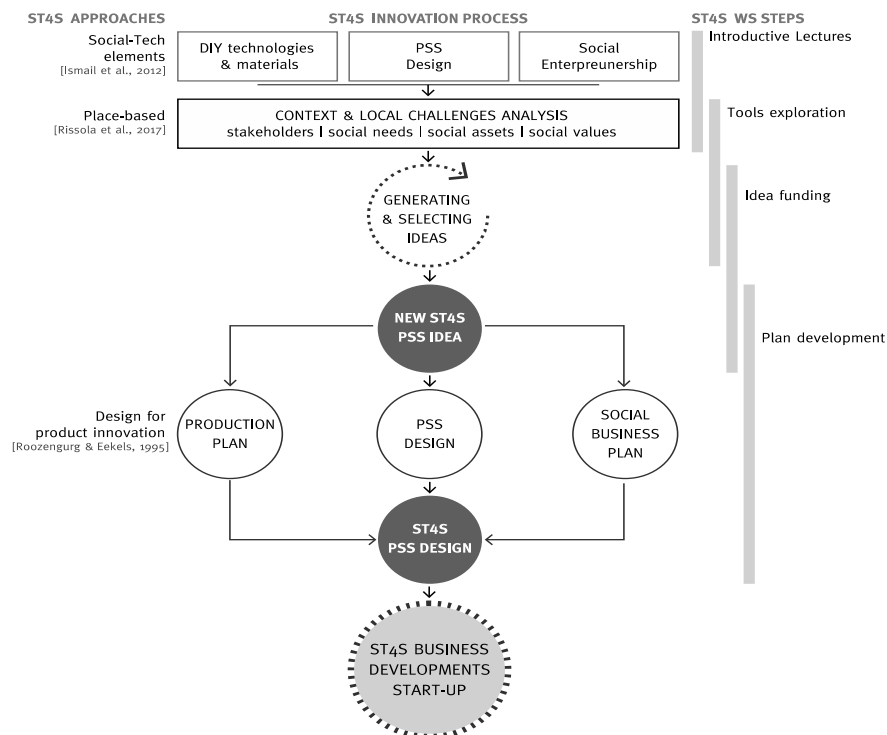 ST4S APPROACHES
ST4S INNOVATION PROCESS
ST4S WS STEPS
Social-Tech
elements
[Ismail et al., 2012]
DIY technologies
& materials
PSS
Design
Social
Enterpreunership
Introductive Lectures
Place-based
[Rissola et al., 2017]
CONTEXT & LOCAL CHALLENGES ANALYSIS
stakeholders I social needs | social assets I social values
Tools exploration
GENERATING
& SELECTING
IDEAS
Idea funding
NEW ST4S
PSS IDEA
Plan development
Design for
product innovation
[Roozengurg & Eekels, 1995]
PRODUCTION
PLAN
PSS
DESIGN
SOCIAL
BUSINESS
PLAN
ST4S
PSS DESIGN
ST4S BUSINESS
DEVELOPMENTS
START-UP